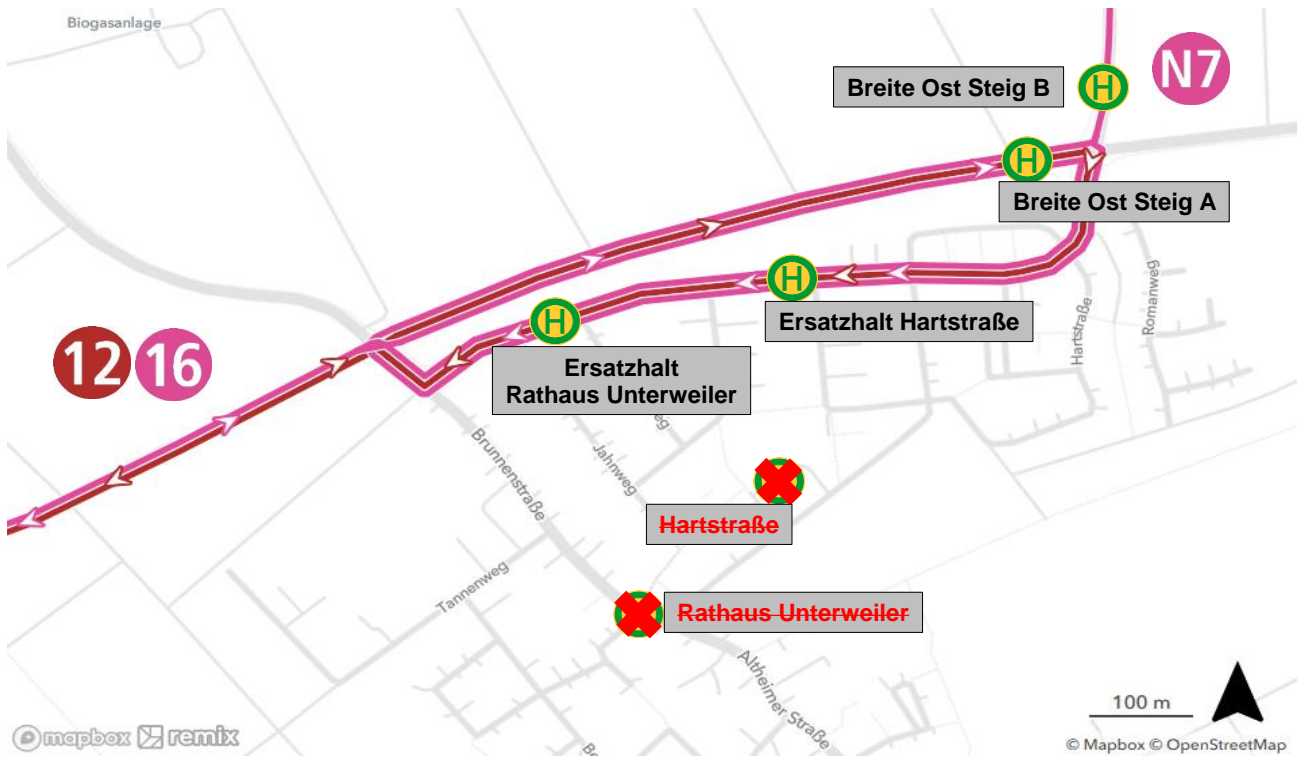 Biogasanlage
N7
Breite Ost Steig B
H
H
Breite Ost Steig A
H
Ersatzhalt Hartstraße
Hartstraße
Romanweg
H
Ersatzhalt
Rathaus Unterweiler
12
16
Brunnenstraße
Jahnweg
eg
Hartstraße
Tannenweg
Rathaus Unterweiler
Altheimer Straße
100 m
mapbox remix
© Mapbox © OpenStreetMap